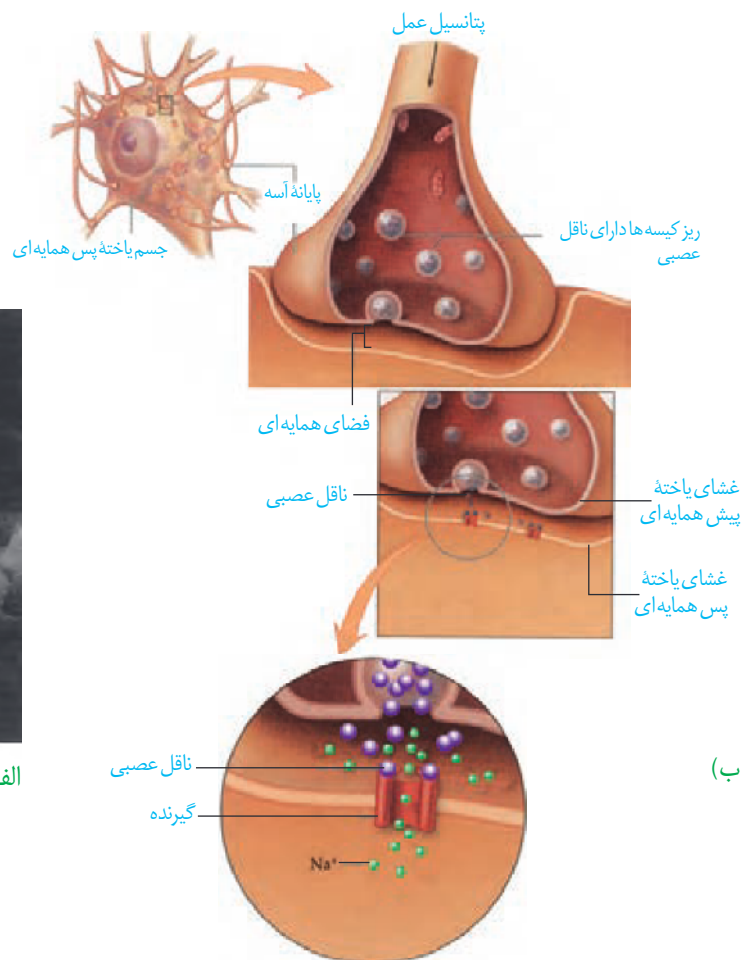 پتانسیل عمل
پایانهٔ آسه
جسم یاختهٔ پس همایه‌ای
ریز کیسه‌ها دارای ناقل
عصبی
فضای همایه‌ای
ناقل عصبی
غشای یاختهٔ
پیش همایه‌ای
غشای یاختهٔ
پس همایه‌ای
ب)
الف
ناقل عصبی
گیرنده
Na+